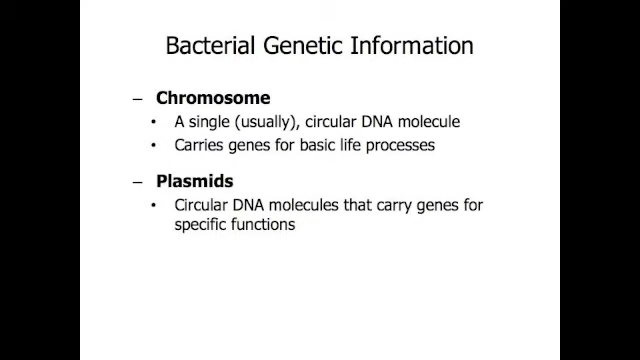 Bacterial Genetic Information
– Chromosome
• A single (usually), circular DNA molecule
• Carries genes for basic life processes
– Plasmids
• Circular DNA molecules that carry genes for
specific functions